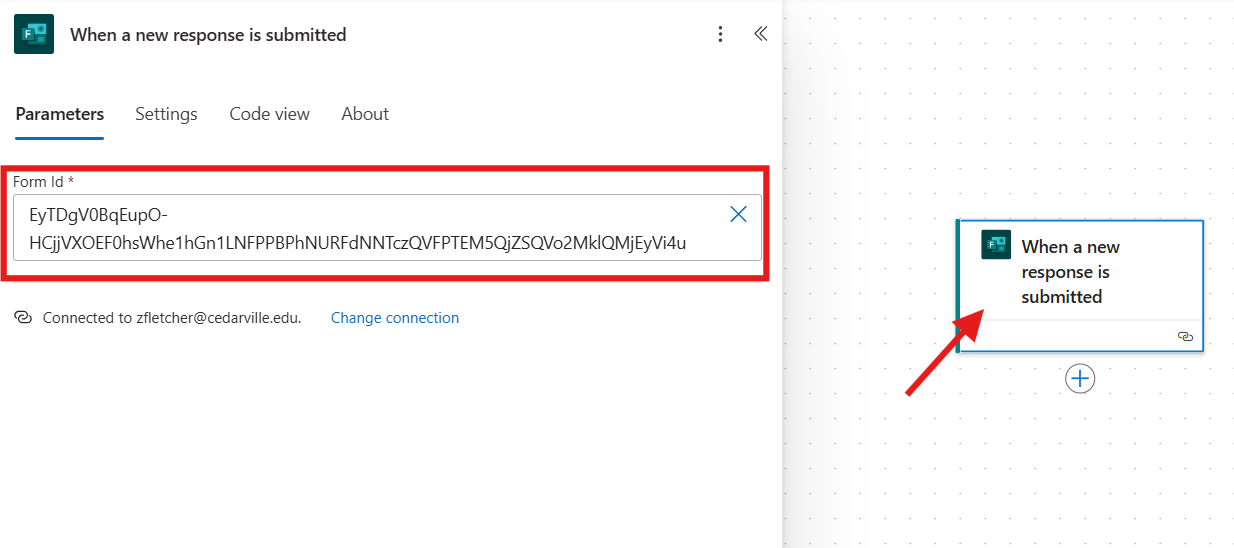 When a new response is submitted
Parameters Settings Code view About
Form Id *
EyTDgV0BqEupO-
HCjjVXOEF0hsWhe1hGn1LNFPPBPhNURFdNNTczQVFPTEM5QjZSQVo2MklQMjEyVi4u
Connected to zfletcher@cedarville.edu. Change connection
When a new
response is
submitted